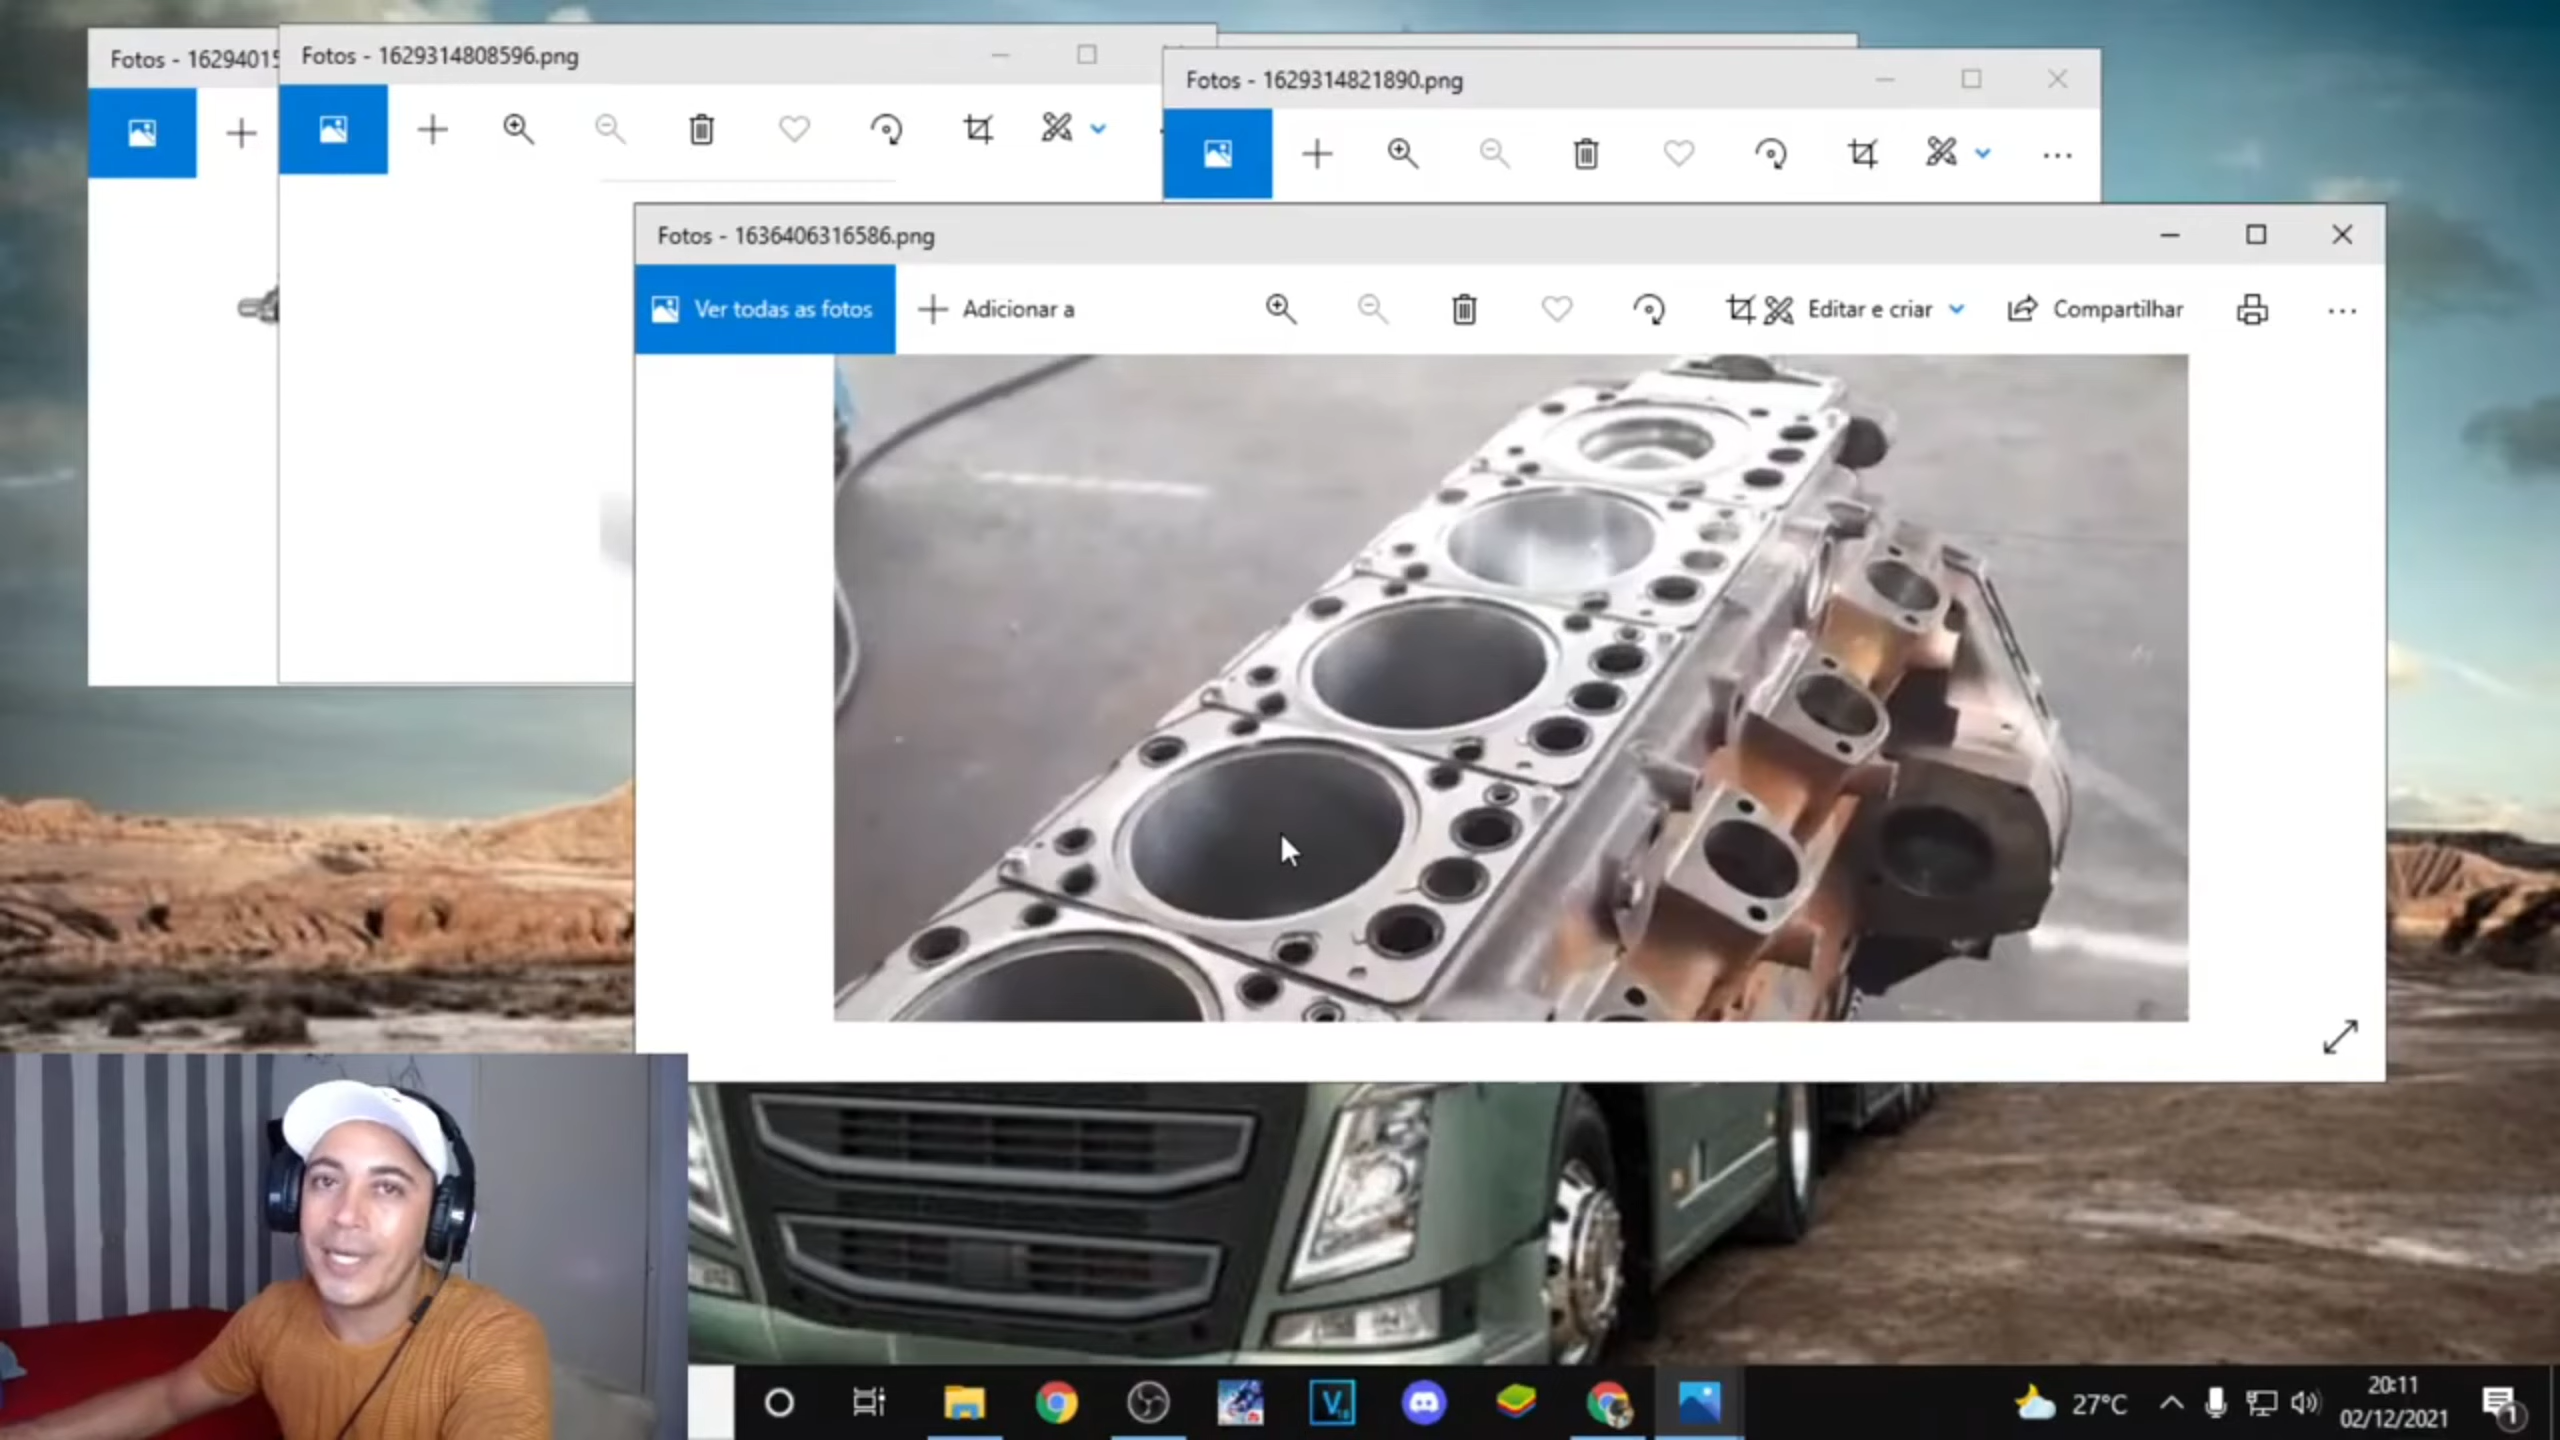 Fotos - 16294015
Fotos - 1629314808596.png
Fotos - 1629314821890.png
Fotos - 1636406316586.png
Ver todas as fotos
Adicionar a
Editar e criar
Compartilhar
27°C
20:11
02/12/2021
1